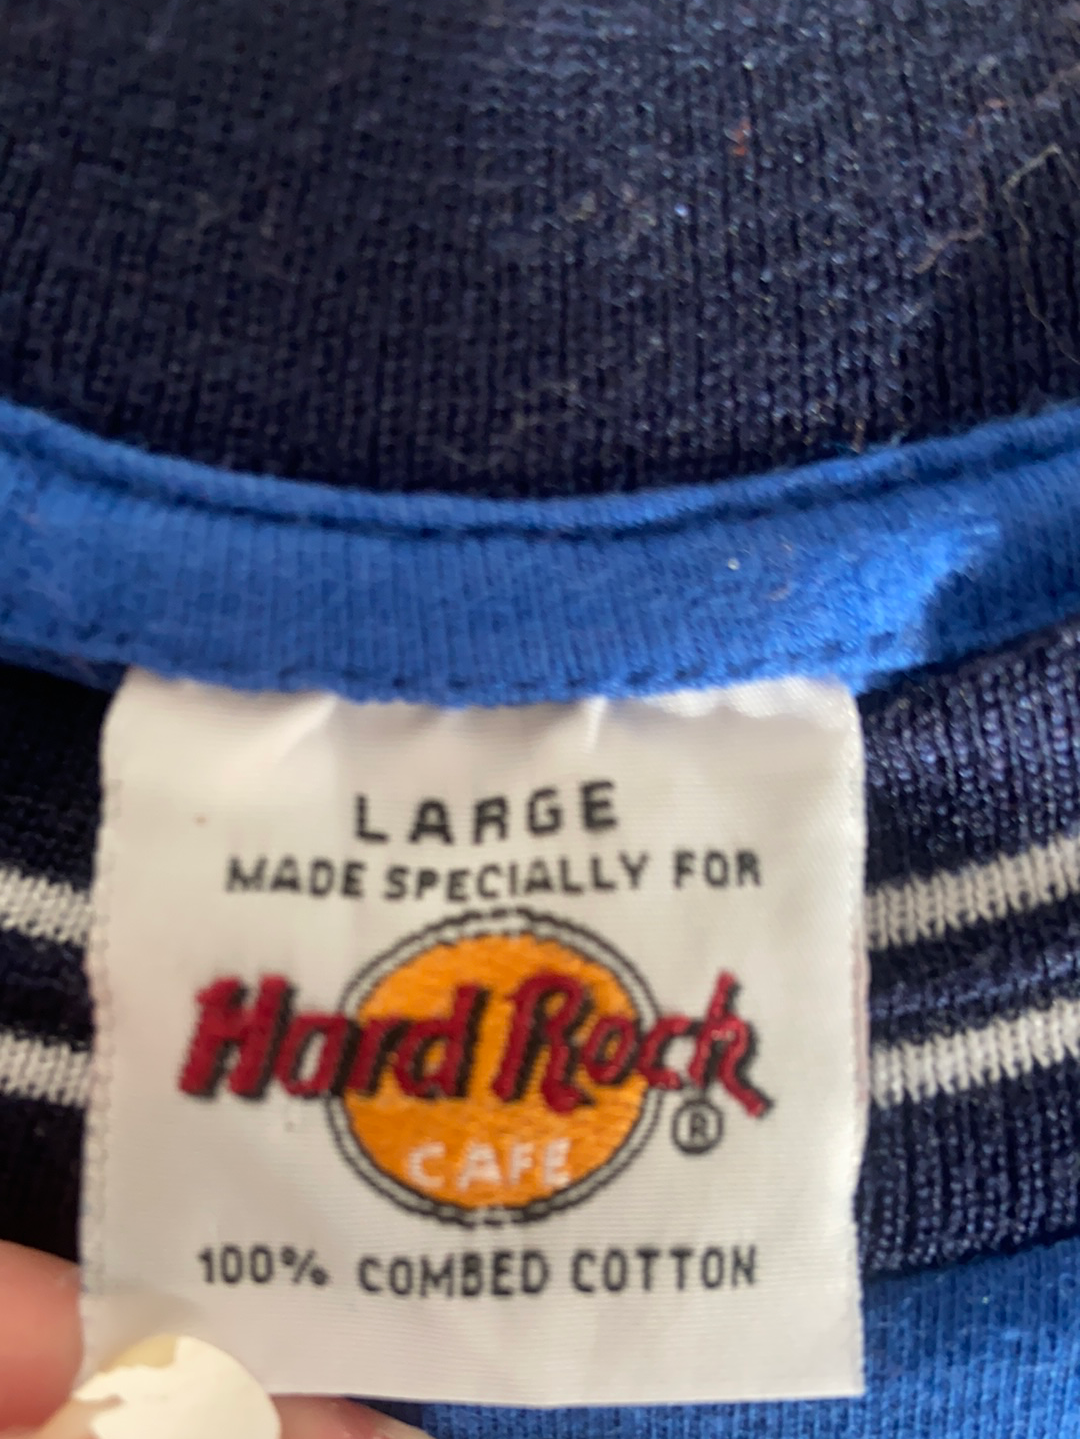 LARGE
MADE SPECIALLY FOR
Hard Rock
®
CAFE
100% COMBED COTTON